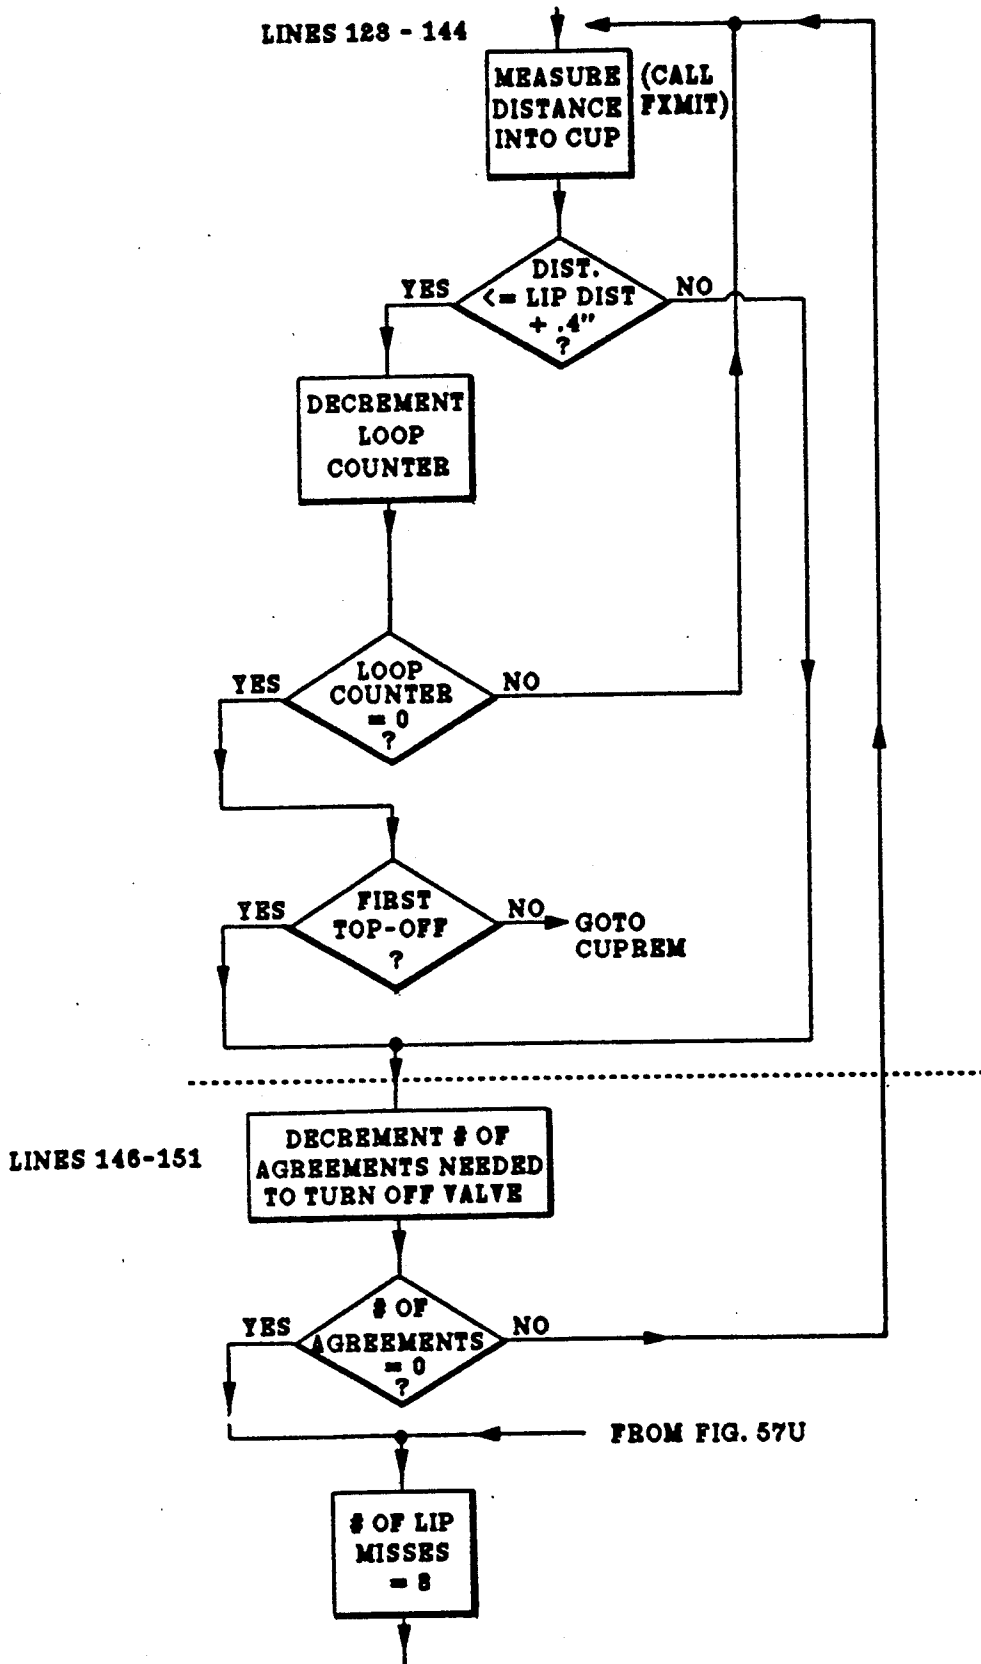 LINES 128 - 144
MEASURE
DISTANCE
INTO CUP
(CALL
FXMIT)
DIST.
<= LIP DIST
+ .4"
?
YES
NO
DECREMENT
LOOP
COUNTER
LOOP
COUNTER
= 0
?
YES
NO
FIRST
TOP-OFF
?
YES
NO
GOTO
CUPREM
LINES 146-151
DECREMENT # OF
AGREEMENTS NEEDED
TO TURN OFF VALVE
# OF
AGREEMENTS
= 0
?
YES
NO
FROM FIG. 57U
# OF LIP
MISSES
= 8